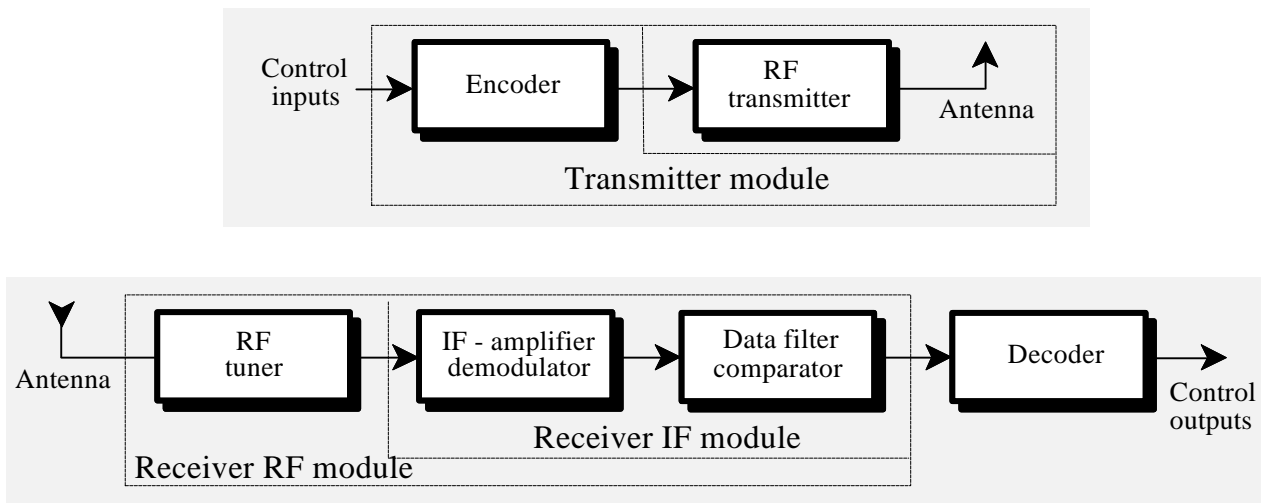 Control
inputs
Encoder
RF
transmitter
Antenna
Transmitter module
Antenna
RF
tuner
IF - amplifier
demodulator
Data filter
comparator
Decoder
Control
outputs
Receiver IF module
Receiver RF module